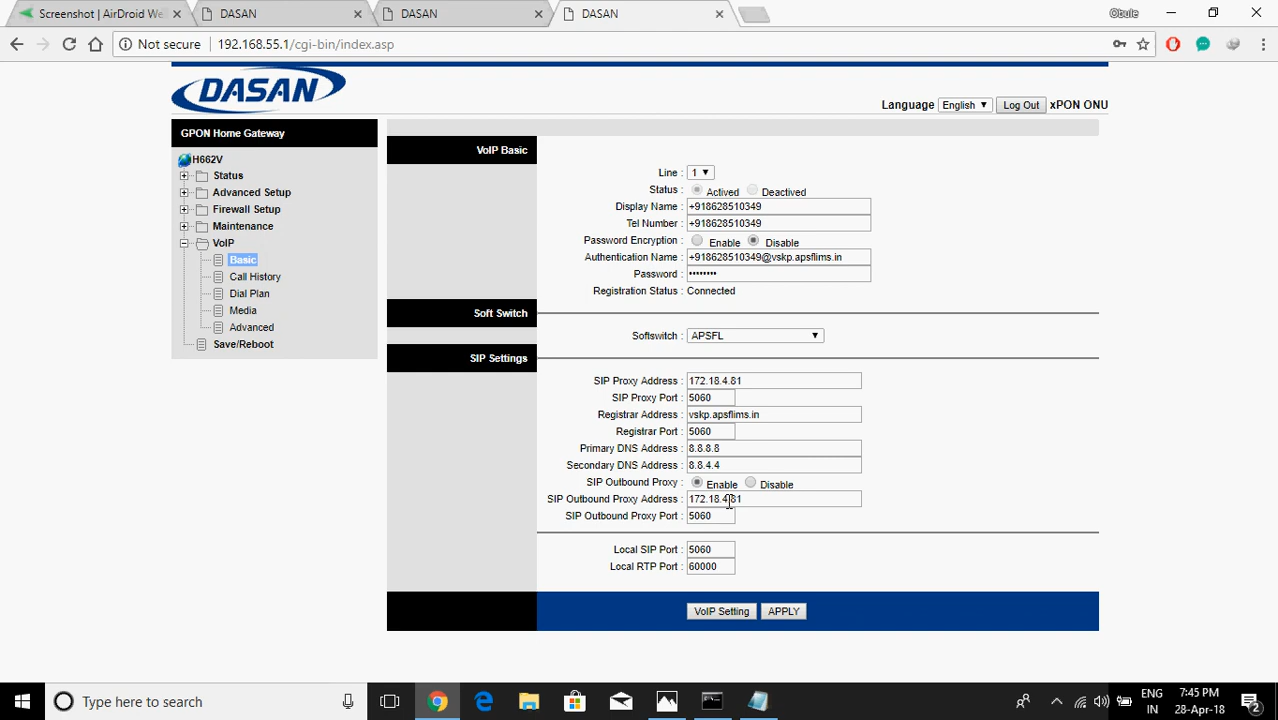 Screenshot | AirDroid We
DASAN
DASAN
DASAN
Obule
Not secure
192.168.55.1/cgi-bin/index.asp
DASAN
Language
English
Log Out
xPON ONU
GPON Home Gateway
H662V
Status
Advanced Setup
Firewall Setup
Maintenance
VoIP
Basic
Call History
Dial Plan
Media
Advanced
Save/Reboot
VoIP Basic
Line : 1
Status : Actived Deactived
Display Name : +918628510349
Tel Number : +918628510349
Password Encryption : Enable Disable
Authentication Name : +918628510349@vskp.apsflims.in
Password : ••••••••
Registration Status : Connected
Soft Switch
Softswitch : APSFL
SIP Settings
SIP Proxy Address : 172.18.4.81
SIP Proxy Port : 5060
Registrar Address : vskp.apsflims.in
Registrar Port : 5060
Primary DNS Address : 8.8.8.8
Secondary DNS Address : 8.8.4.4
SIP Outbound Proxy : Enable Disable
SIP Outbound Proxy Address : 172.18.4.81
SIP Outbound Proxy Port : 5060
Local SIP Port : 5060
Local RTP Port : 60000
VoIP Setting
APPLY
Type here to search
ENG
IN
7:45 PM
28-Apr-18
2